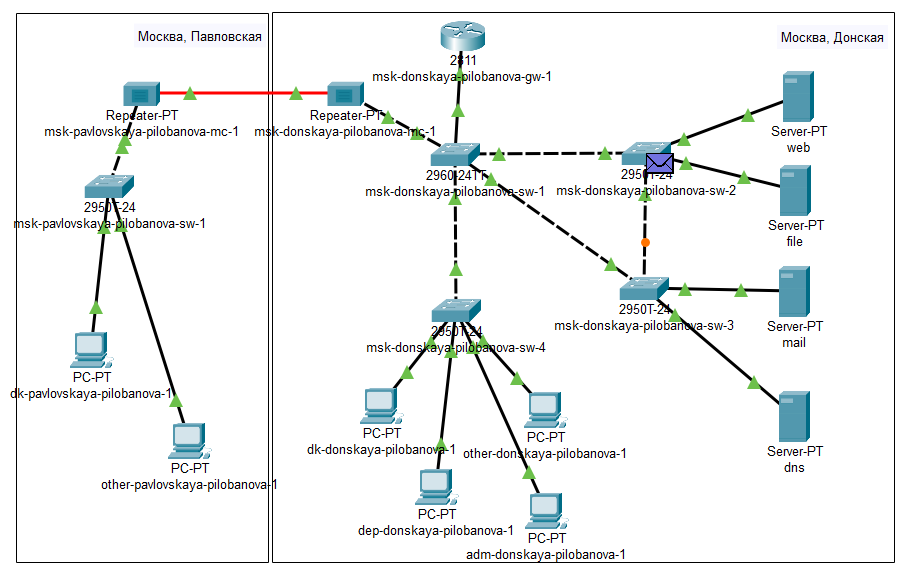 Москва, Павловская
Repeater-PT
msk-pavlovskaya-pilobanova-mc-1
2950T-24
msk-pavlovskaya-pilobanova-sw-1
PC-PT
dk-pavlovskaya-pilobanova-1
PC-PT
other-pavlovskaya-pilobanova-1
Москва, Донская
2811
msk-donskaya-pilobanova-gw-1
Repeater-PT
msk-donskaya-pilobanova-mc-1
2960-24TT
msk-donskaya-pilobanova-sw-1
2950T-24
msk-donskaya-pilobanova-sw-2
Server-PT
web
Server-PT
file
2950T-24
msk-donskaya-pilobanova-sw-3
Server-PT
mail
2950T-24
msk-donskaya-pilobanova-sw-4
PC-PT
dk-donskaya-pilobanova-1
PC-PT
other-donskaya-pilobanova-1
Server-PT
dns
PC-PT
dep-donskaya-pilobanova-1
PC-PT
adm-donskaya-pilobanova-1